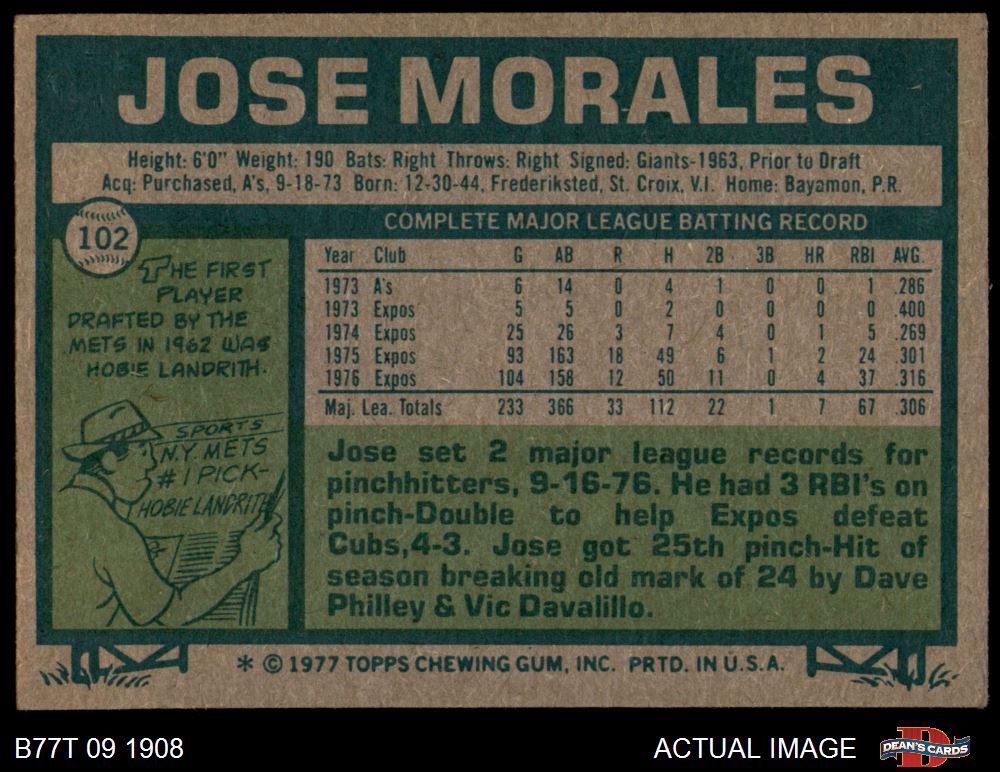 JOSE MORALES
Height: 6'0" Weight: 190 Bats: Right Throws: Right Signed: Giants-1963, Prior to Draft
Acq: Purchased, A's, 9-18-73 Born: 12-30-44, Frederiksted, St. Croix, V.I. Home: Bayamon, P.R.
102
THE FIRST
PLAYER
DRAFTED BY THE
METS IN 1962 WAS
HOBIE LANDRITH.
SPORTS
N.Y. METS
#1 PICK-
HOBIE LANDRITH
COMPLETE MAJOR LEAGUE BATTING RECORD
Year Club G AB R H 2B 3B HR RBI AVG.
1973 A's 6 14 0 4 1 0 0 1 .286
1973 Expos 5 5 0 2 0 0 0 0 .400
1974 Expos 25 26 3 7 4 0 1 5 .269
1975 Expos 93 163 18 49 6 1 2 24 .301
1976 Expos 104 158 12 50 11 0 4 37 .316
Maj. Lea. Totals 233 366 33 112 22 1 7 67 .306
Jose set 2 major league records for
pinchhitters, 9-16-76. He had 3 RBI's on
pinch-Double to help Expos defeat
Cubs,4-3. Jose got 25th pinch-Hit of
season breaking old mark of 24 by Dave
Philley & Vic Davalillo.
* © 1977 TOPPS CHEWING GUM, INC. PRTD. IN U.S.A.
B77T 09 1908
ACTUAL IMAGE
D
DEAN'S CARDS